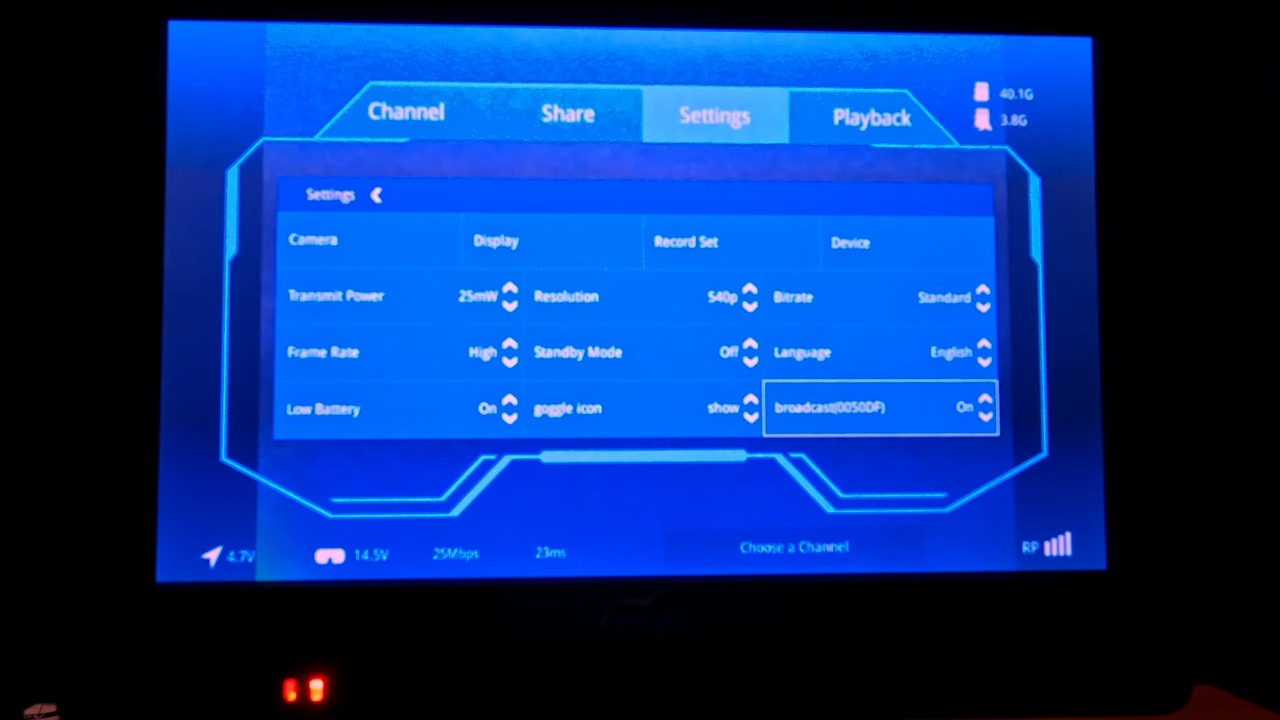 Channel Share Settings Playback
40.1G
3.8G
Settings
Camera Display Record Set Device
Transmit Power 25mW Resolution 540p Bitrate Standard
Frame Rate High Standby Mode Off Language English
Low Battery On goggle icon show broadcast(0050DF) On
4.7V 14.5V 25Mbps 23ms Choose a Channel RP